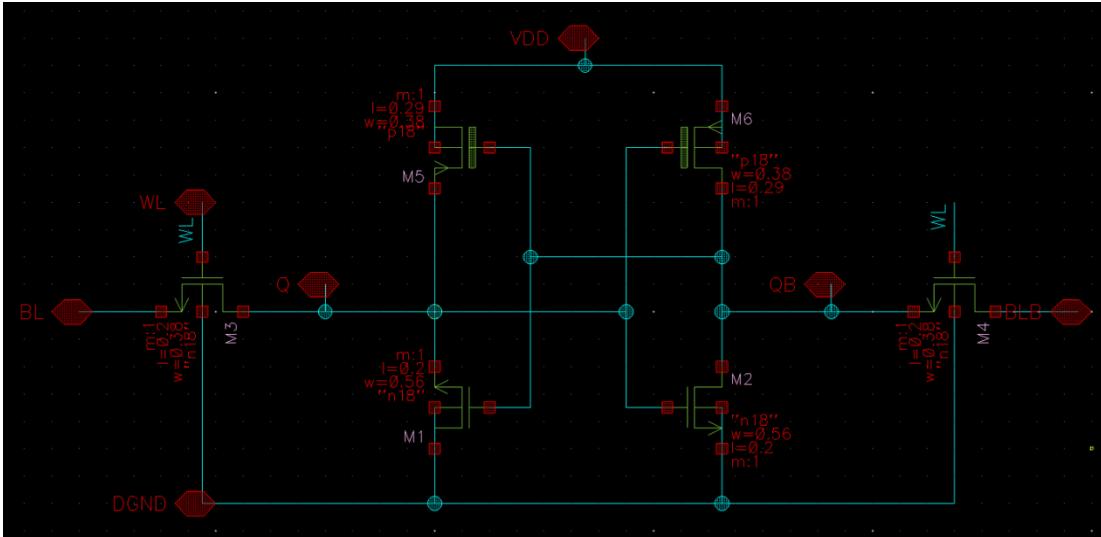 VDD
m:1
l=0.29
w=0.38
"p18"
M5
M6
"p18"
w=0.38
l=0.29
m:1
WL
WL
WL
Q
QB
BL
m:1
l=0.2
w=0.38
"n18"
M3
m:1
l=0.2
w=0.38
"n18"
M4
m:1
l=0.2
w=0.56
"n18"
M1
M2
"n18"
w=0.56
l=0.2
m:1
DGND